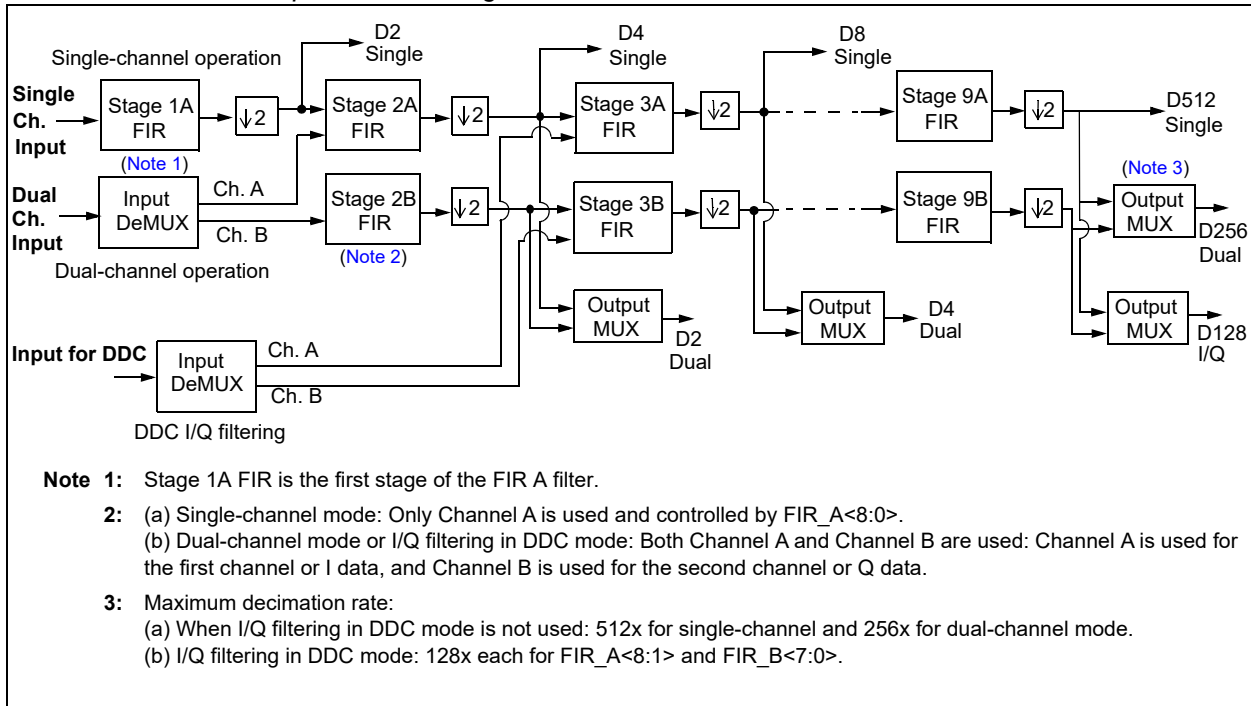 D2
Single
D4
Single
D8
Single
Single-channel operation
Single
Ch.
Input
Stage 1A
FIR
↓2
Stage 2A
FIR
↓2
Stage 3A
FIR
↓2
Stage 9A
FIR
↓2
D512
Single
(Note 1)
(Note 3)
Dual
Ch.
Input
Input
DeMUX
Ch. A
Ch. B
Stage 2B
FIR
↓2
Stage 3B
FIR
↓2
Stage 9B
FIR
↓2
Output
MUX
D256
Dual
(Note 2)
Dual-channel operation
Output
MUX
D2
Dual
Output
MUX
D4
Dual
Output
MUX
D128
I/Q
Input for DDC
Input
DeMUX
Ch. A
Ch. B
DDC I/Q filtering
Note 1: Stage 1A FIR is the first stage of the FIR A filter.
2: (a) Single-channel mode: Only Channel A is used and controlled by FIR_A<8:0>.
(b) Dual-channel mode or I/Q filtering in DDC mode: Both Channel A and Channel B are used: Channel A is used for
the first channel or I data, and Channel B is used for the second channel or Q data.
3: Maximum decimation rate:
(a) When I/Q filtering in DDC mode is not used: 512x for single-channel and 256x for dual-channel mode.
(b) I/Q filtering in DDC mode: 128x each for FIR_A<8:1> and FIR_B<7:0>.